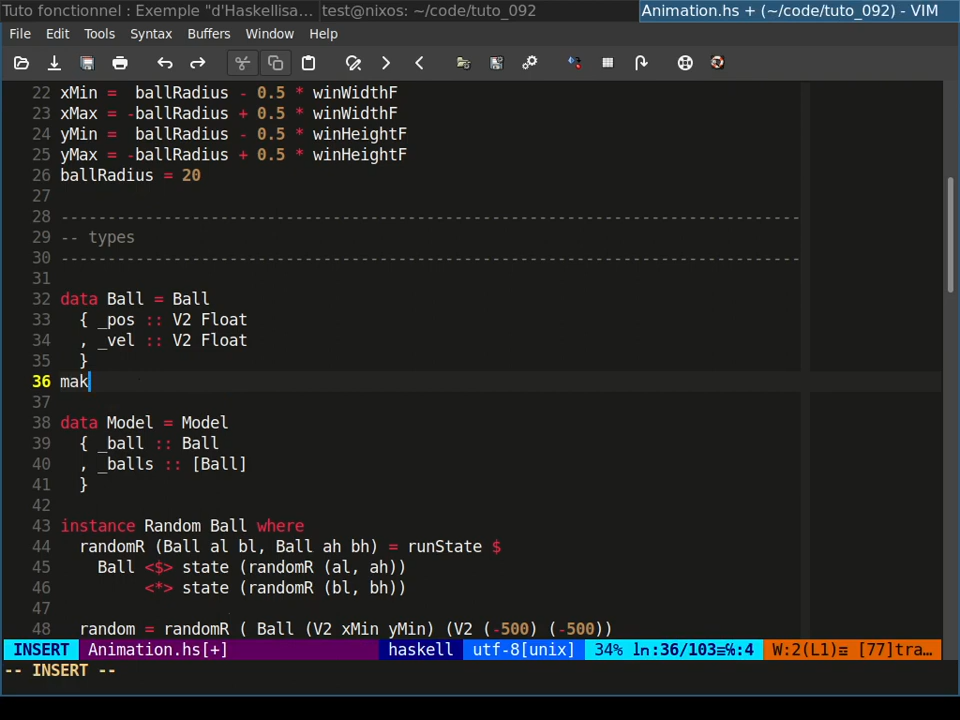 Tuto fonctionnel : Exemple "d'Haskellisa... test@nixos: ~/code/tuto_092 Animation.hs + (~/code/tuto_092) - VIM
File Edit Tools Syntax Buffers Window Help
22 xMin =  ballRadius - 0.5 * winWidthF
23 xMax = -ballRadius + 0.5 * winWidthF
24 yMin =  ballRadius - 0.5 * winHeightF
25 yMax = -ballRadius + 0.5 * winHeightF
26 ballRadius = 20
27
28 -------------------------------------------------------------------------------
29 -- types
30 -------------------------------------------------------------------------------
31
32 data Ball = Ball
33   { _pos :: V2 Float
34   , _vel :: V2 Float
35   }
36 mak
37
38 data Model = Model
39   { _ball :: Ball
40   , _balls :: [Ball]
41   }
42
43 instance Random Ball where
44   randomR (Ball al bl, Ball ah bh) = runState $
45     Ball <$> state (randomR (al, ah))
46          <*> state (randomR (bl, bh))
47
48   random = randomR ( Ball (V2 xMin yMin) (V2 (-500) (-500))
INSERT Animation.hs[+] haskell utf-8[unix] 34% ln:36/103≡℅:4 W:2(L1)☲ [77]tra…
-- INSERT --